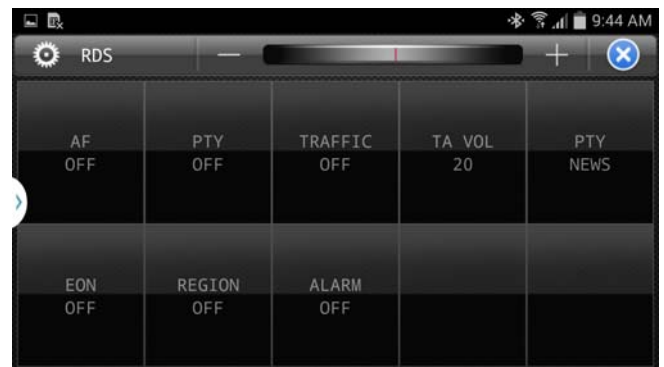 9:44 AM
RDS
AF PTY TRAFFIC TA VOL PTY
OFF OFF OFF 20 NEWS
EON REGION ALARM
OFF OFF OFF